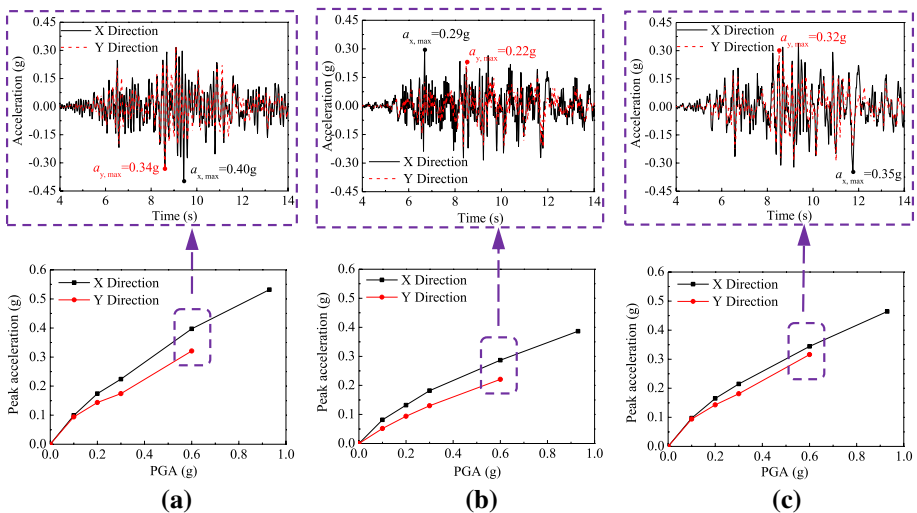 0.45
0.30
0.15
0.00
-0.15
-0.30
-0.45
Acceleration (g)
X Direction
Y Direction
a y, max=0.34g
a x, max=0.40g
4 6 8 10 12 14
Time (s)
0.45
0.30
0.15
0.00
-0.15
-0.30
0.45
Acceleration (g)
a x, max=0.29g
a y, max=0.22g
X Direction
Y Direction
4 6 8 10 12 14
Time (s)
0.45
0.30
0.15
0.00
-0.15
-0.30
-0.45
Acceleration (g)
X Direction
Y Direction
a y, max=0.32g
a x, max=0.35g
4 6 8 10 12 14
Time (s)
0.6
0.5
0.4
0.3
0.2
0.1
0.0
Peak acceleration (g)
X Direction
Y Direction
0.0 0.2 0.4 0.6 0.8 1.0
PGA (g)
0.6
0.5
0.4
0.3
0.2
0.1
0.0
Peak acceleration (g)
X Direction
Y Direction
0.0 0.2 0.4 0.6 0.8 1.0
PGA (g)
0.6
0.5
0.4
0.3
0.2
0.1
0.0
Peak acceleration (g)
X Direction
Y Direction
0.0 0.2 0.4 0.6 0.8 1.0
PGA (g)
(a) (b) (c)